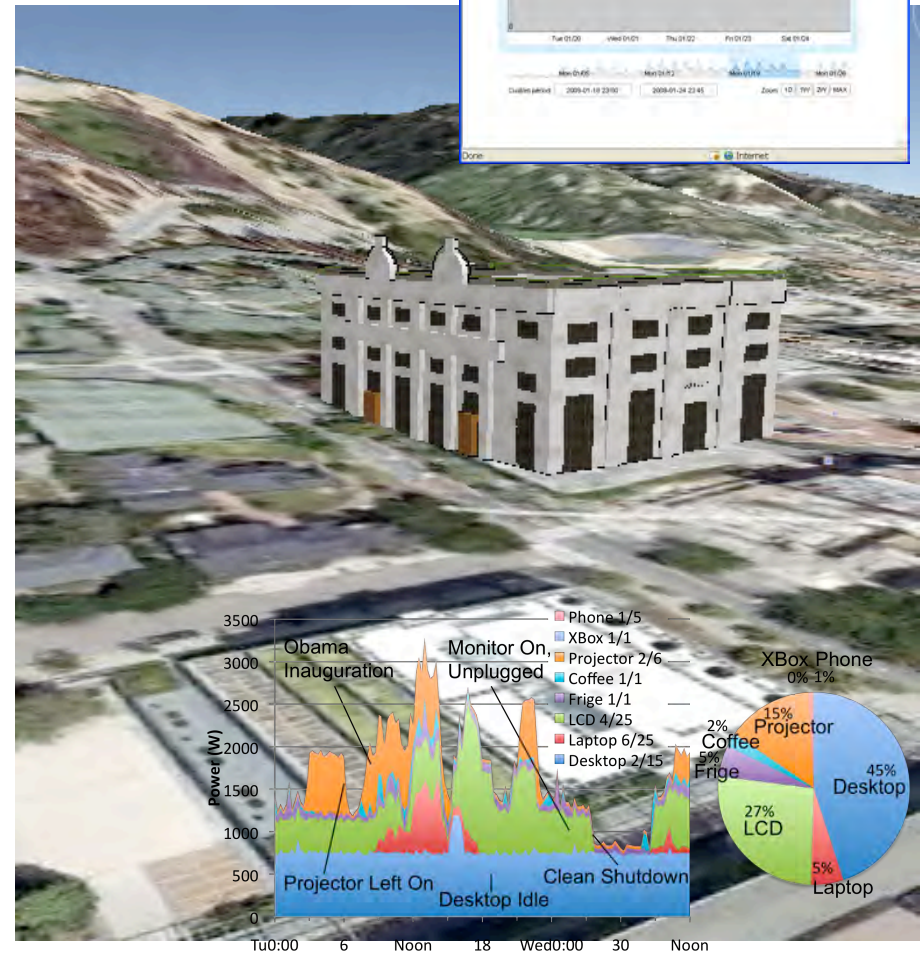 0
Tue 01/20 Wed 01/21 Thu 01/22 Fri 01/23 Sat 01/24
Mon 01/05 Mon 01/12 Mon 01/19 Mon 01/26
2009-01-24 23:45 Zoom: 1D 1W 2W MAX
Done Internet
3500
3000
2500
2000
1500
1000
500
0
Power (W)
Tu0:00 6 Noon 18 Wed0:00 30 Noon
Obama
Inauguration
Monitor On,
Unplugged
Projector Left On
Desktop Idle
Clean Shutdown
Phone 1/5
XBox 1/1
Projector 2/6
Coffee 1/1
Frige 1/1
LCD 4/25
Laptop 6/25
Desktop 2/15
XBox Phone
0% 1%
15%
Projector
2%
Coffee
5%
Frige
45%
Desktop
27%
LCD
5%
Laptop